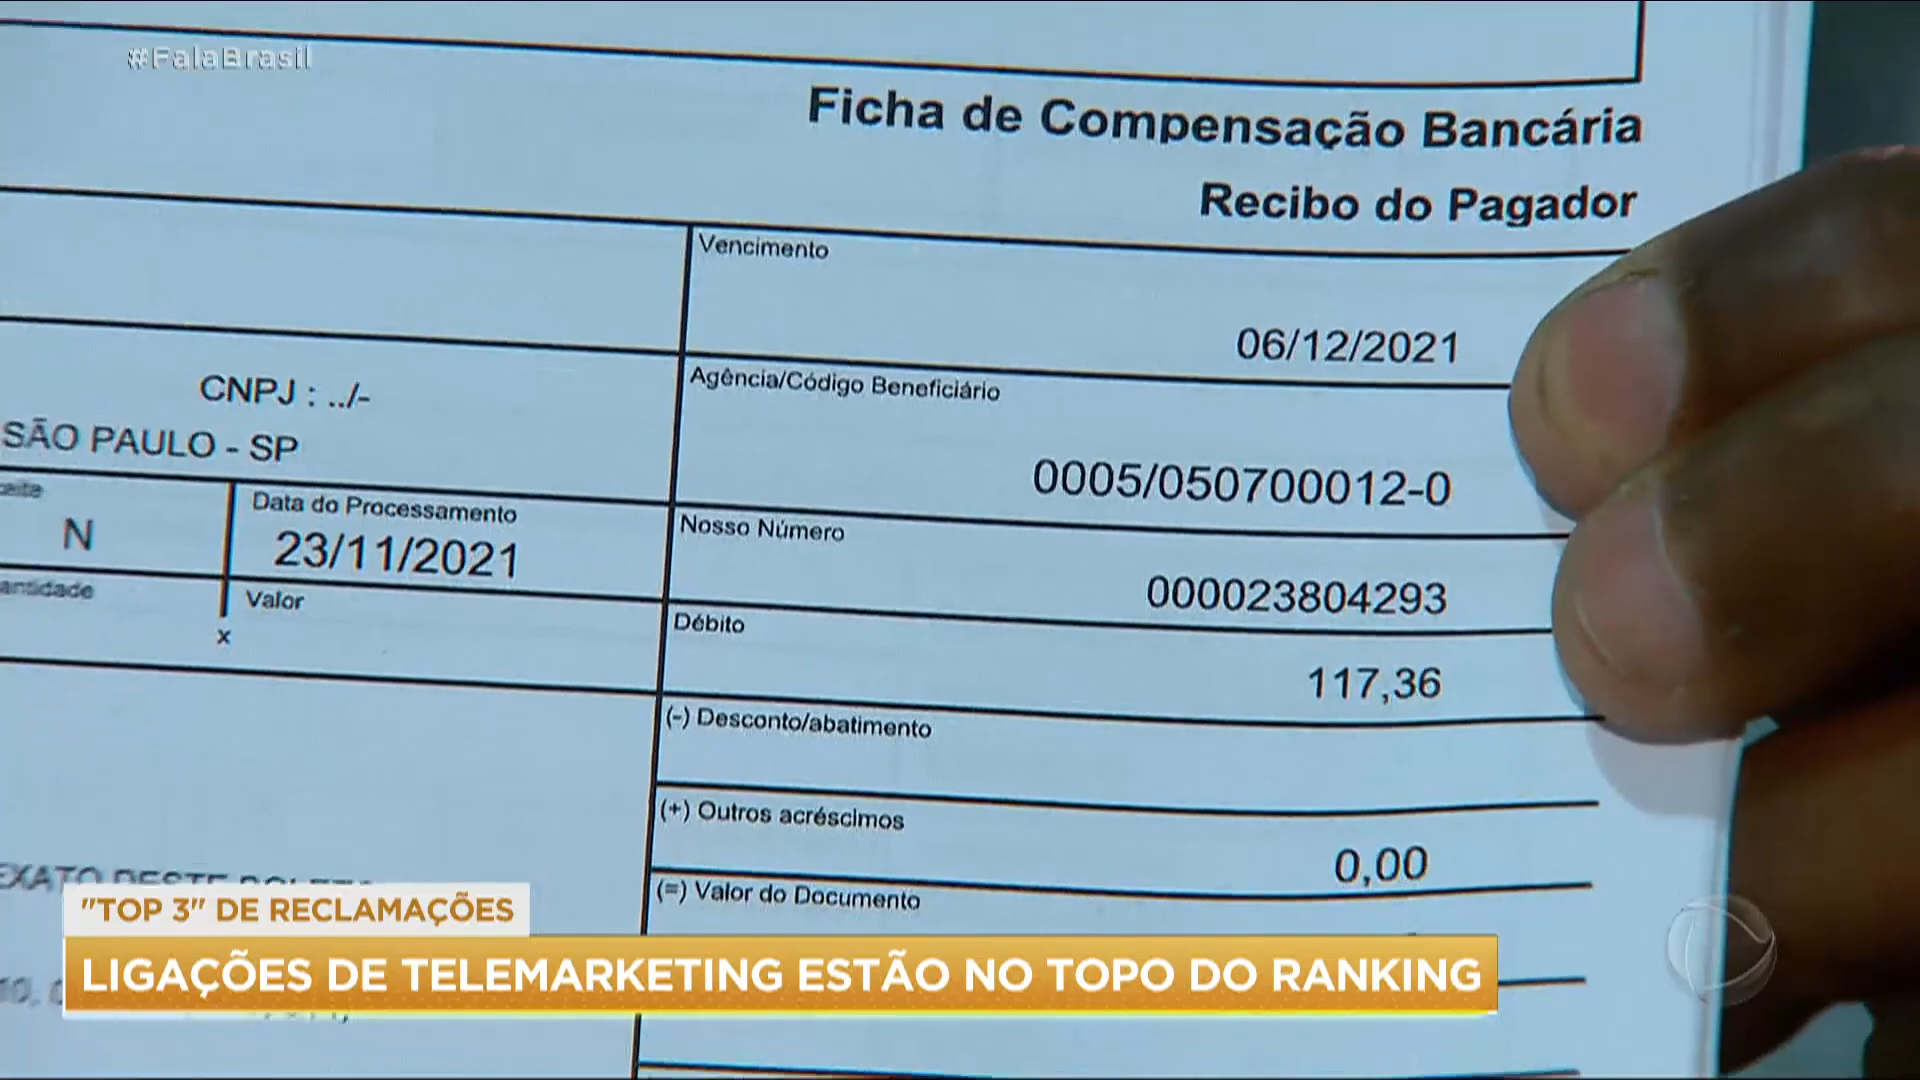 #FalaBrasil
Ficha de Compensação Bancária
Recibo do Pagador
Vencimento
06/12/2021
CNPJ : ../-
Agência/Código Beneficiário
SÃO PAULO - SP
0005/050700012-0
N
Data do Processamento
23/11/2021
Nosso Número
000023804293
Valor
x
Débito
117,36
(-) Desconto/abatimento
(+) Outros acréscimos
0,00
(=) Valor do Documento
"TOP 3" DE RECLAMAÇÕES
LIGAÇÕES DE TELEMARKETING ESTÃO NO TOPO DO RANKING